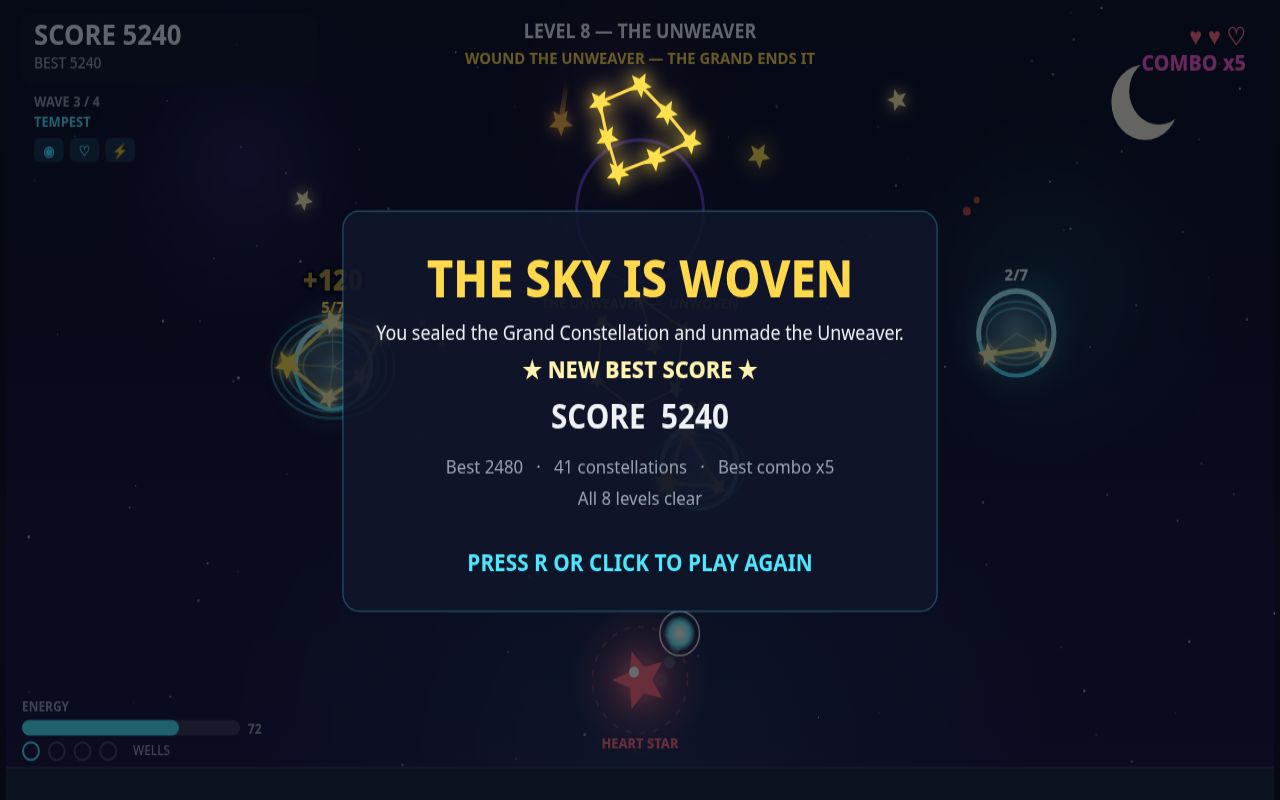 SCORE 5240
BEST 5240
LEVEL 8 — THE UNWEAVER
WOUND THE UNWEAVER — THE GRAND ENDS IT
COMBO x5
WAVE 3 / 4
TEMPEST
+120
5/7
2/7
THE SKY IS WOVEN
You sealed the Grand Constellation and unmade the Unweaver.
★ NEW BEST SCORE ★
SCORE 5240
Best 2480 · 41 constellations · Best combo x5
All 8 levels clear
PRESS R OR CLICK TO PLAY AGAIN
HEART STAR
ENERGY
72
WELLS